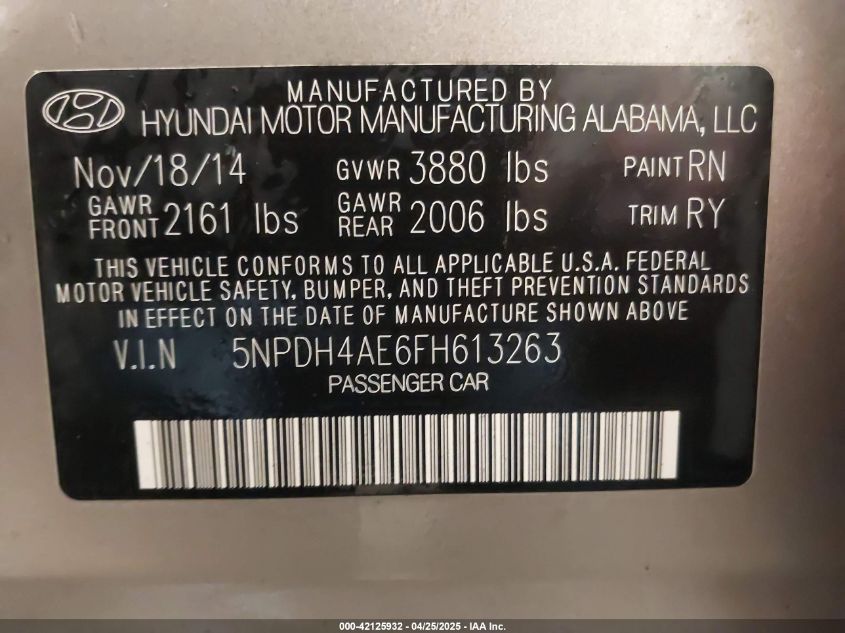 MANUFACTURED BY
HYUNDAI MOTOR MANUFACTURING ALABAMA, LLC
Nov/18/14 GVWR 3880 lbs PAINT RN
GAWR FRONT 2161 lbs GAWR REAR 2006 lbs TRIM RY
THIS VEHICLE CONFORMS TO ALL APPLICABLE U.S.A. FEDERAL
MOTOR VEHICLE SAFETY, BUMPER, AND THEFT PREVENTION STANDARDS
IN EFFECT ON THE DATE OF MANUFACTURE SHOWN ABOVE
V.I.N 5NPDH4AE6FH613263
PASSENGER CAR
000-42125932 - 04/25/2025 - IAA Inc.